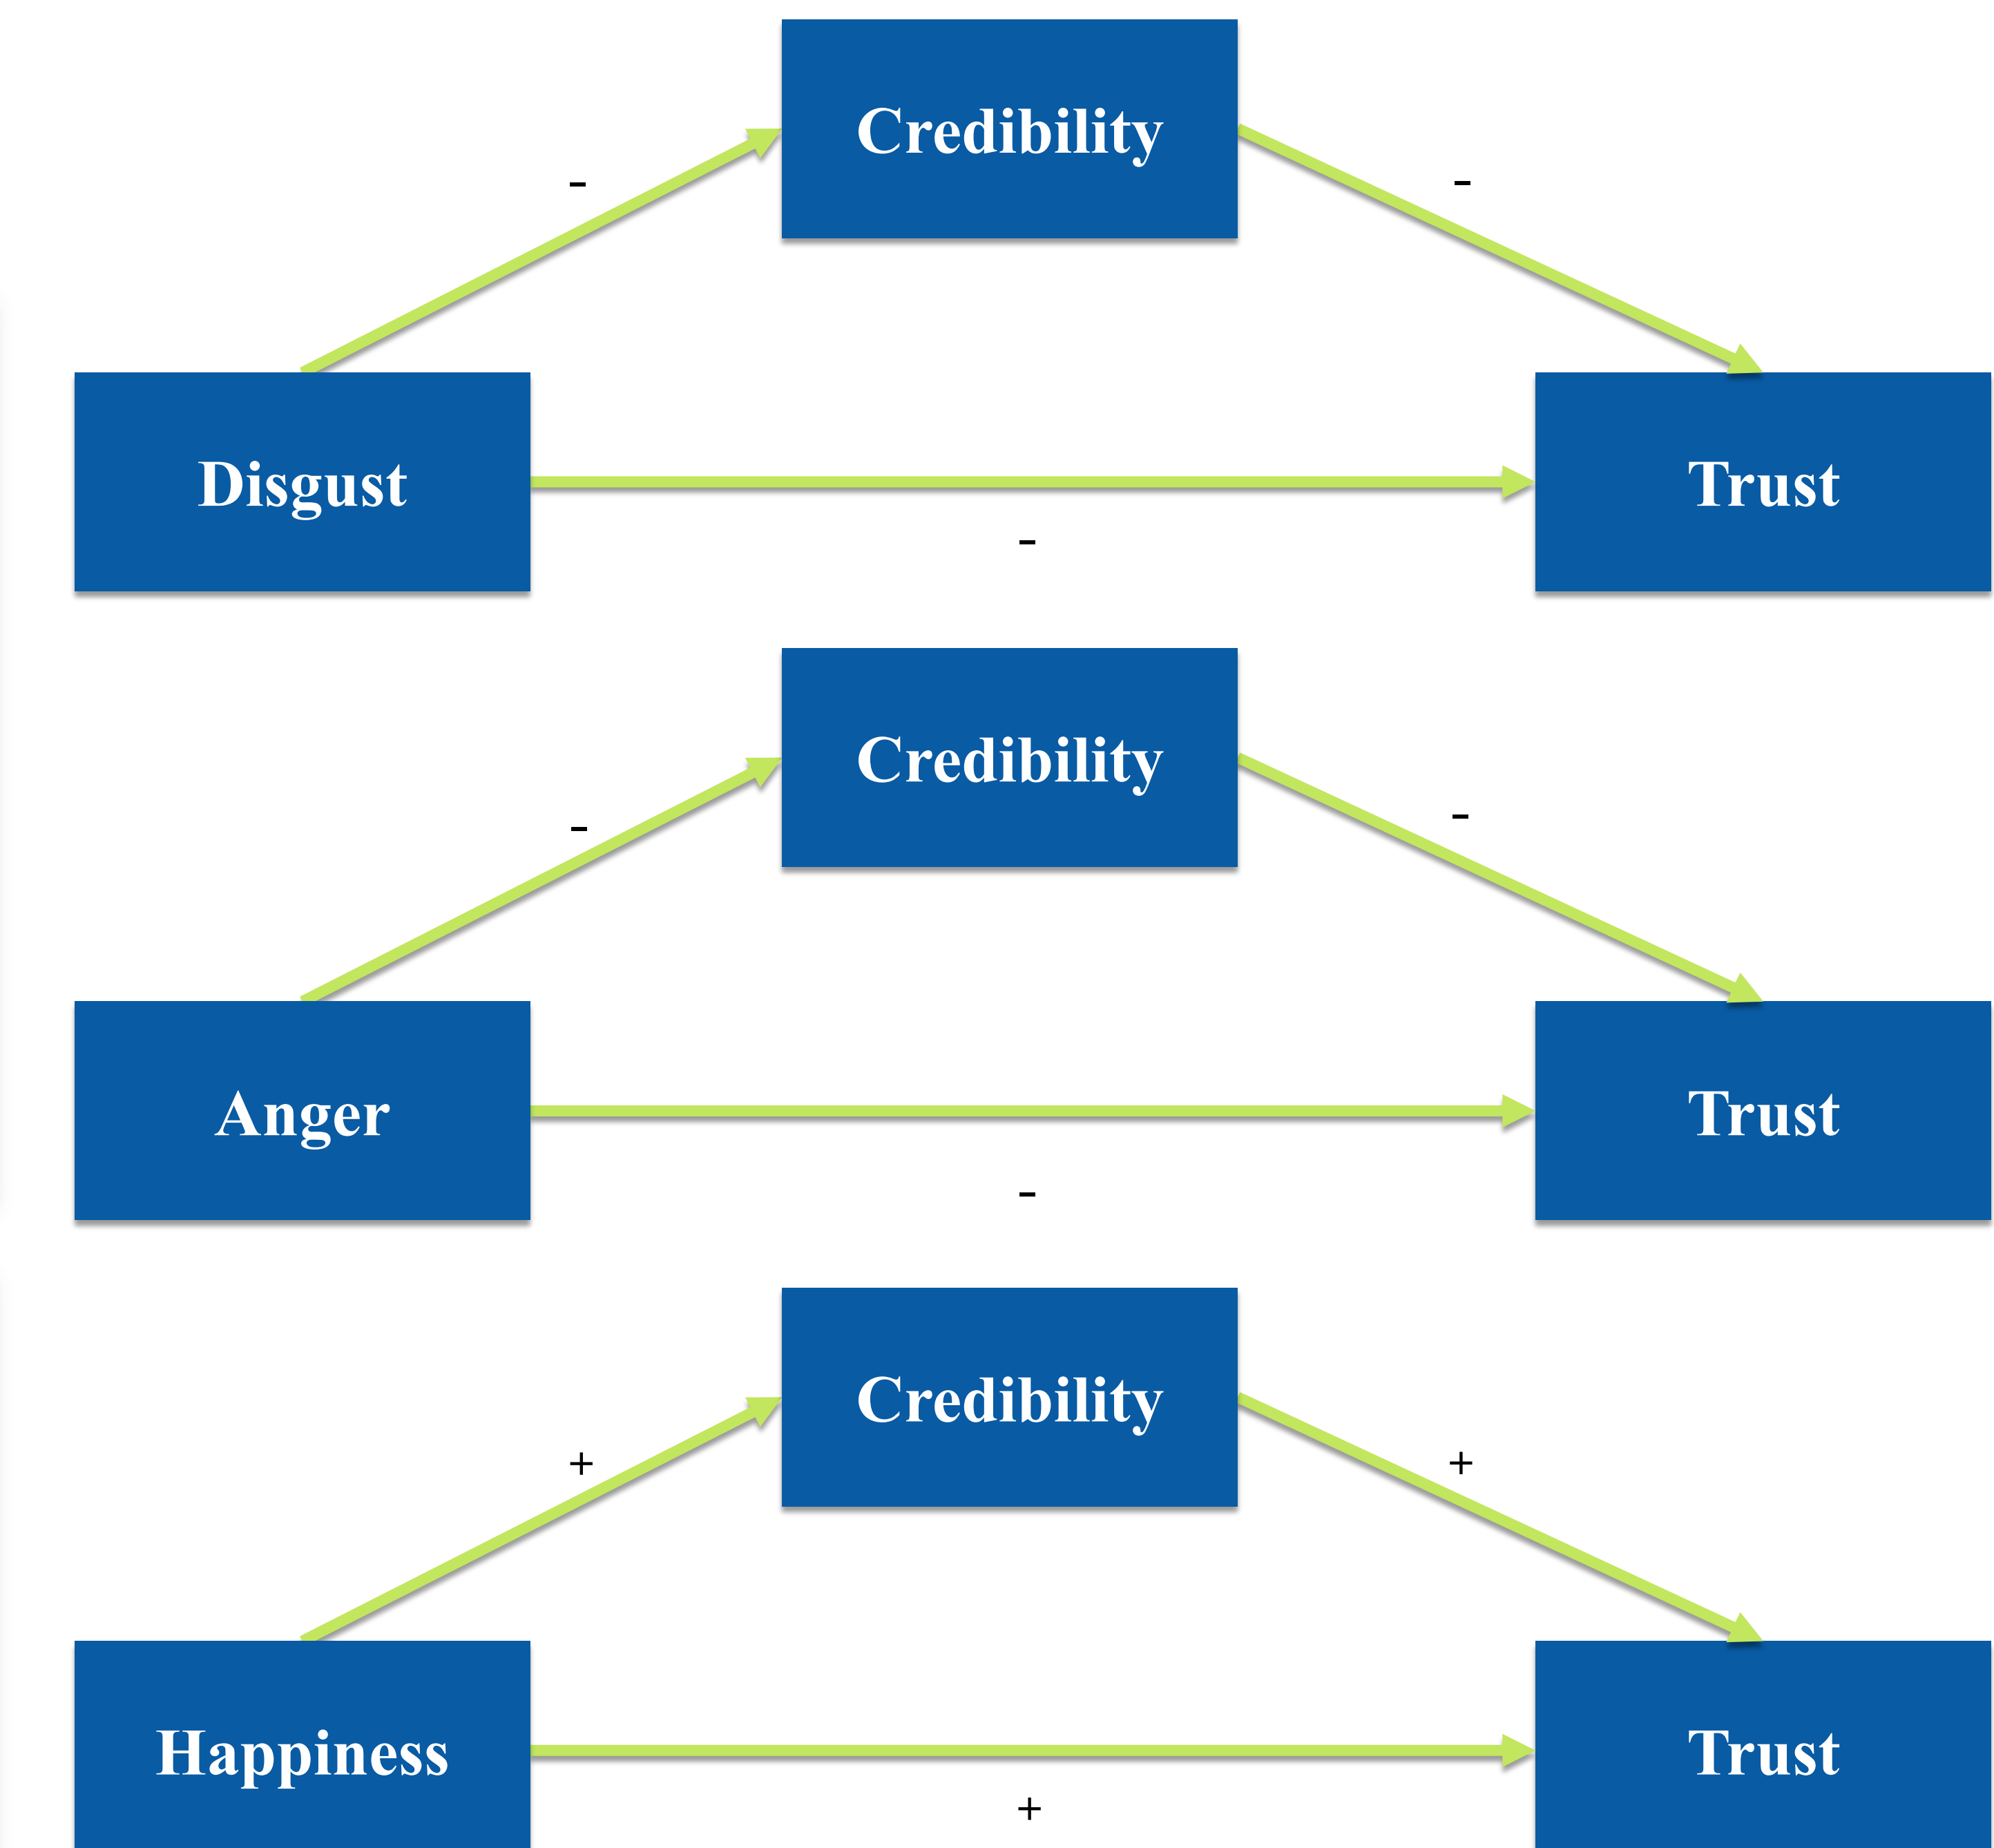 Credibility
-
-
Disgust
Trust
-
Credibility
-
-
Anger
Trust
-
Credibility
+
+
Happiness
Trust
+